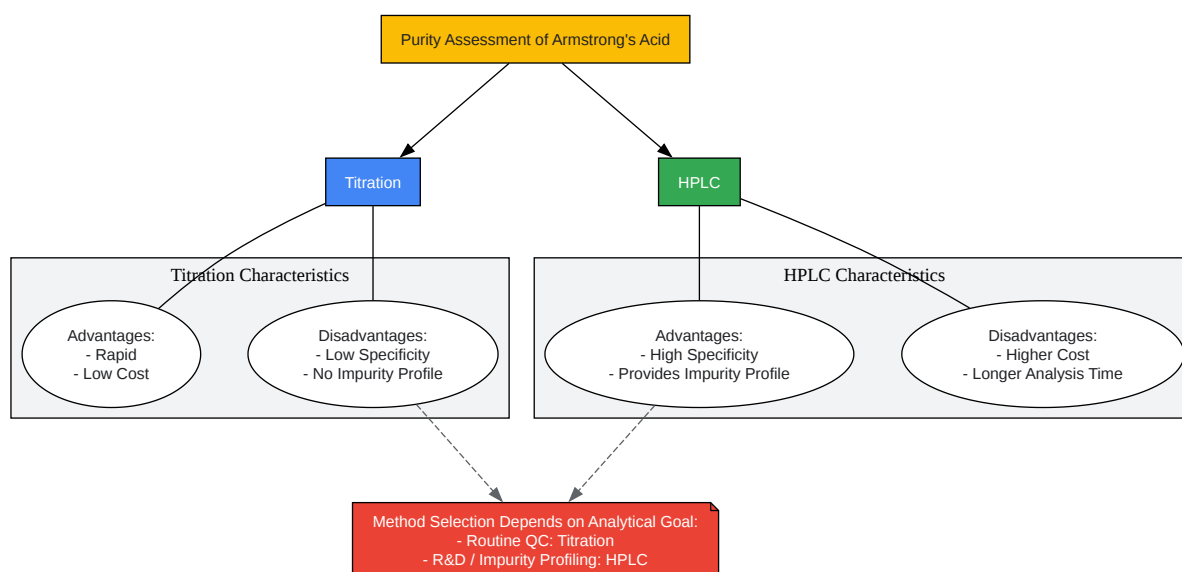 Purity Assessment of Armstrong's Acid
Titration
HPLC
Titration Characteristics
HPLC Characteristics
Advantages:
- Rapid
- Low Cost
Disadvantages:
- Low Specificity
- No Impurity Profile
Advantages:
- High Specificity
- Provides Impurity Profile
Disadvantages:
- Higher Cost
- Longer Analysis Time
Method Selection Depends on Analytical Goal:
- Routine QC: Titration
- R&D / Impurity Profiling: HPLC